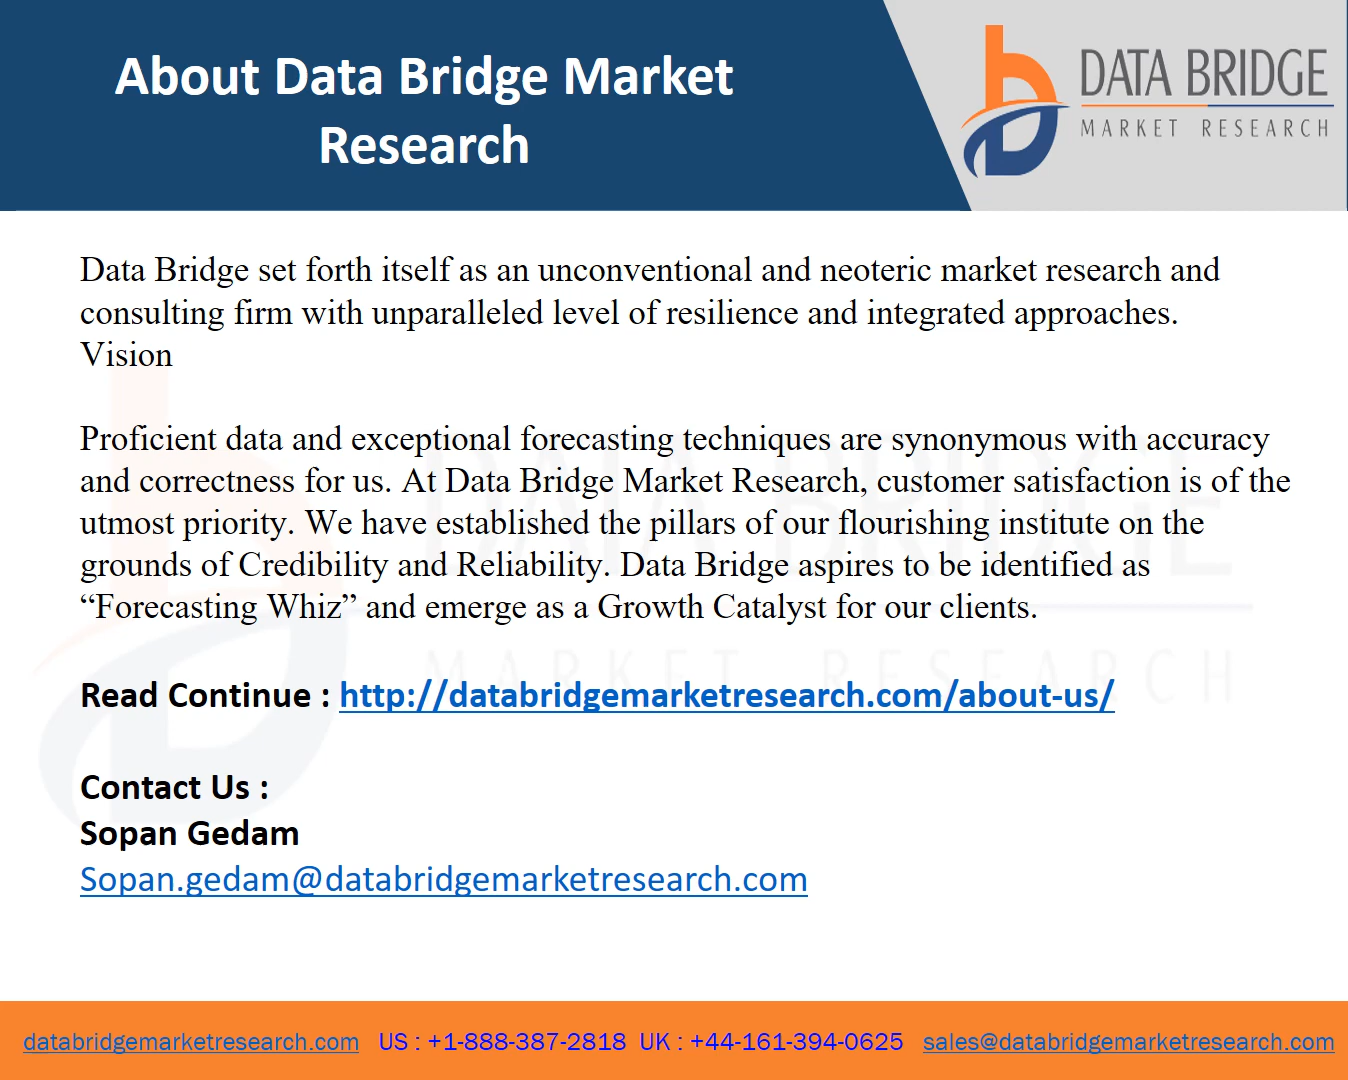 About Data Bridge Market
Research
DATA BRIDGE
MARKET RESEARCH
Data Bridge set forth itself as an unconventional and neoteric market research and
consulting firm with unparalleled level of resilience and integrated approaches.
Vision
Proficient data and exceptional forecasting techniques are synonymous with accuracy
and correctness for us. At Data Bridge Market Research, customer satisfaction is of the
utmost priority. We have established the pillars of our flourishing institute on the
grounds of Credibility and Reliability. Data Bridge aspires to be identified as
“Forecasting Whiz” and emerge as a Growth Catalyst for our clients.
DATA BRIDGE
MARKET RESEARCH
Read Continue : http://databridgemarketresearch.com/about-us/
Contact Us :
Sopan Gedam
Sopan.gedam@databridgemarketresearch.com
databridgemarketresearch.com US : +1-888-387-2818 UK : +44-161-394-0625 sales@databridgemarketresearch.com